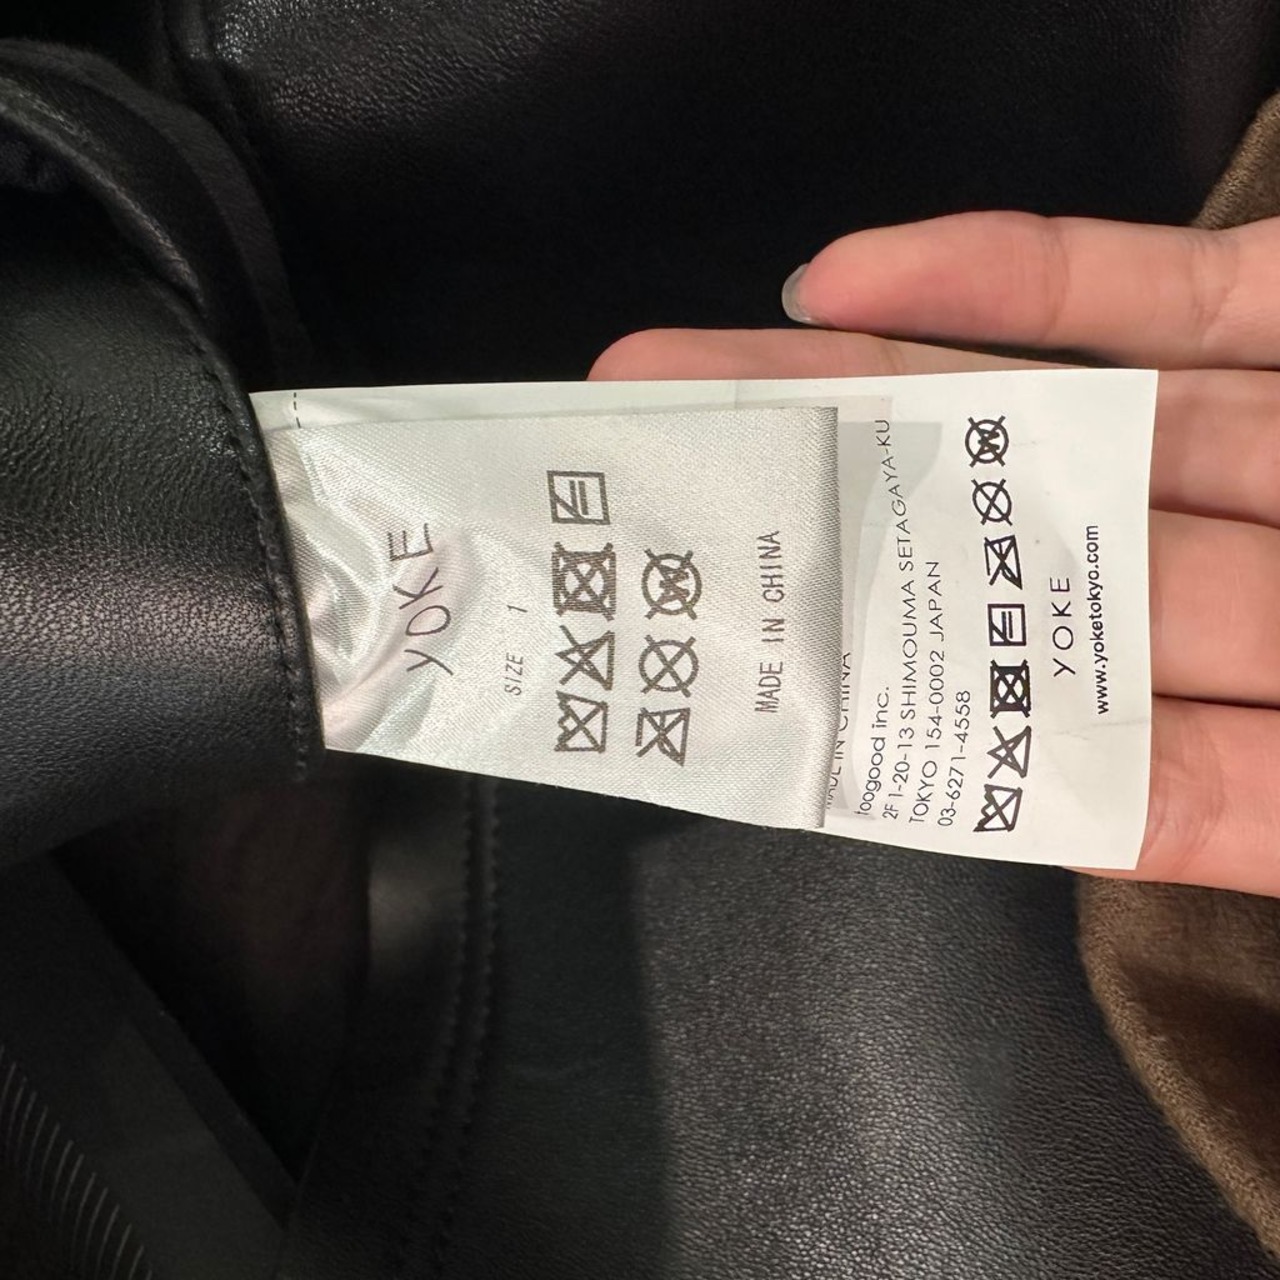 YOKE
SIZE 1
MADE IN CHINA
MADE IN CHINA
foogood inc.
2F 1-20-13 SHIMOUMA SETAGAYA-KU
TOKYO 154-0002 JAPAN
03-6271-4558
YOKE
www.yoketokyo.com